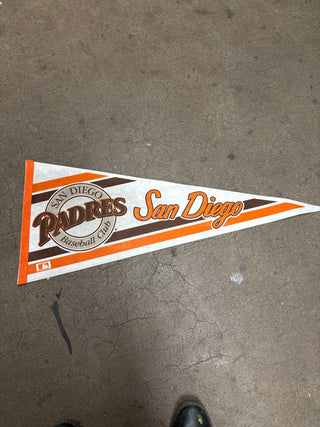 SAN DIEGO
PADRES
Baseball Club
San Diego